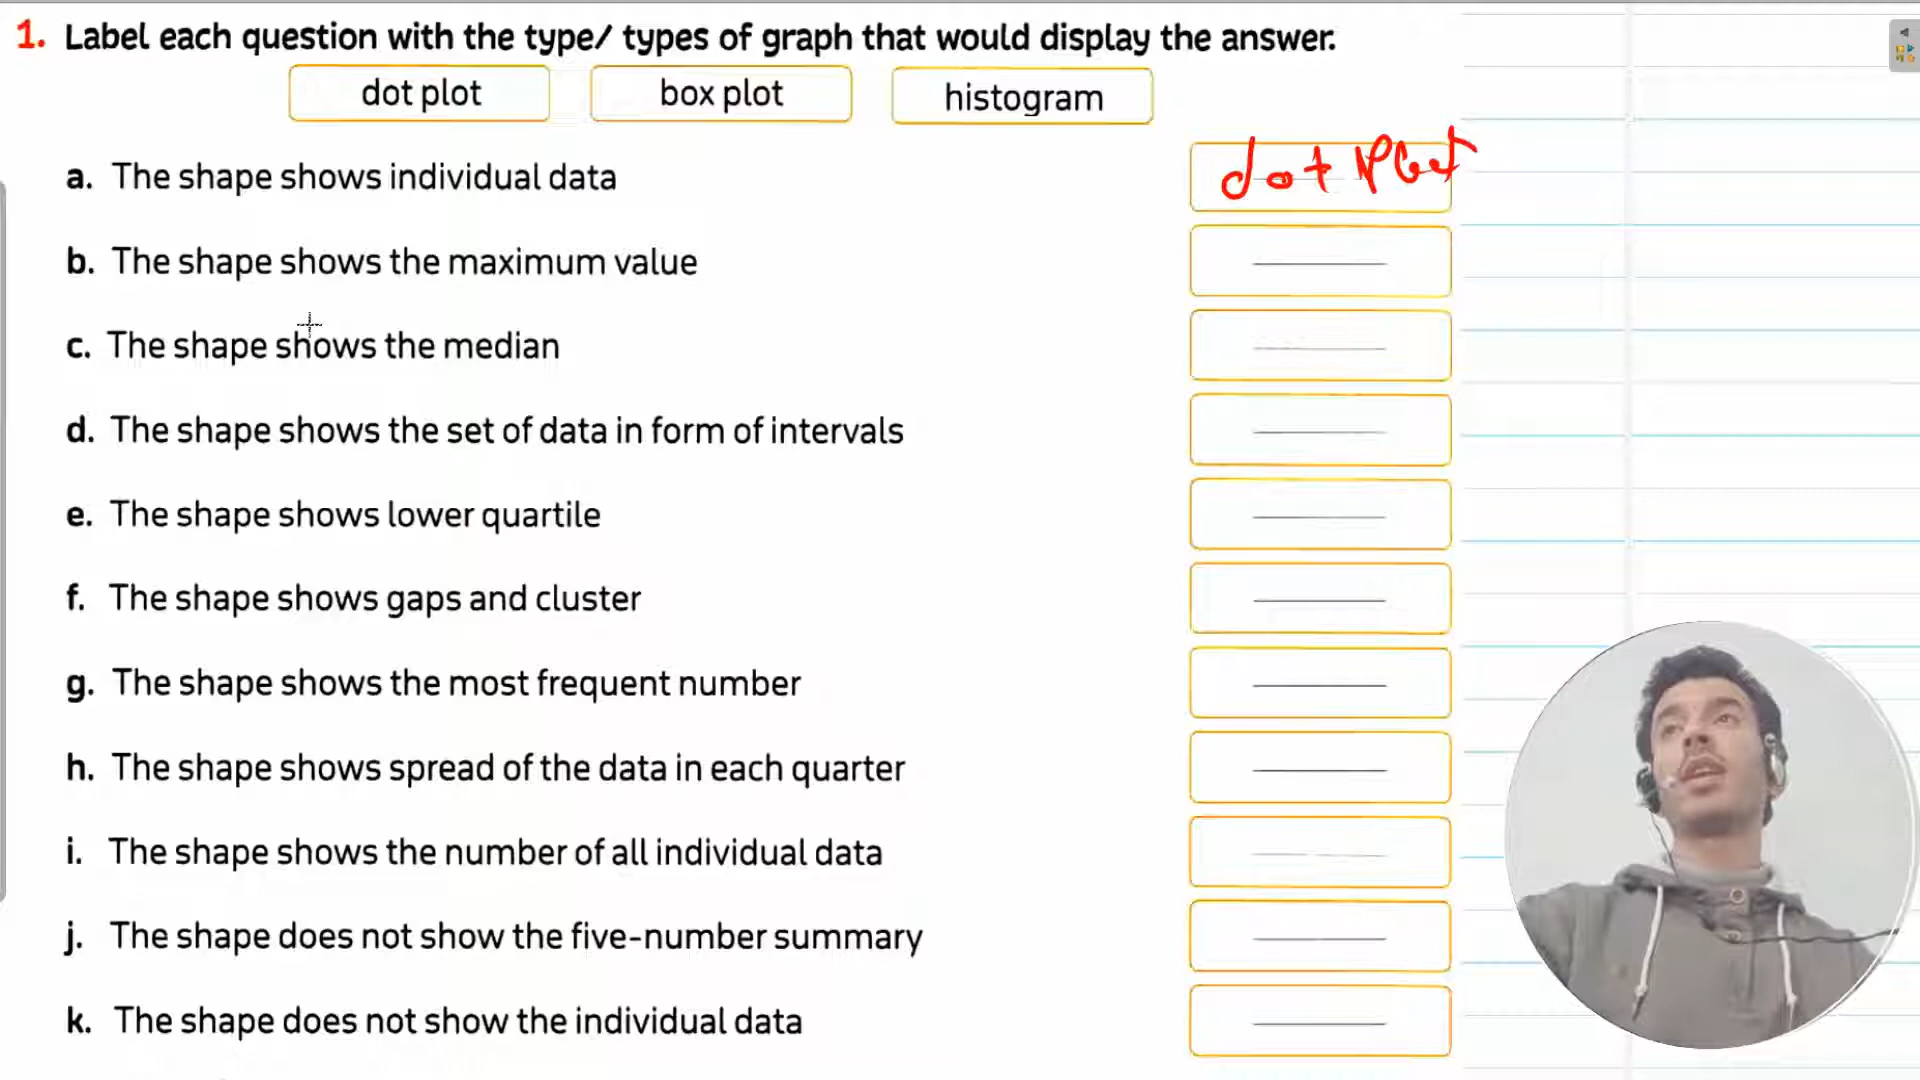 1. Label each question with the type/ types of graph that would display the answer.
dot plot box plot histogram
a. The shape shows individual data dot Plot
b. The shape shows the maximum value
c. The shape shows the median
d. The shape shows the set of data in form of intervals
e. The shape shows lower quartile
f. The shape shows gaps and cluster
g. The shape shows the most frequent number
h. The shape shows spread of the data in each quarter
i. The shape shows the number of all individual data
j. The shape does not show the five-number summary
k. The shape does not show the individual data